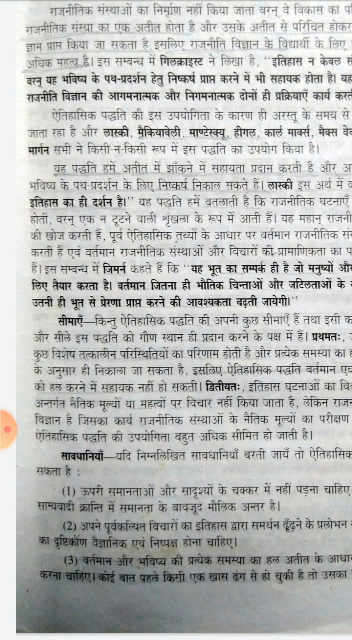 राजनीतिक संस्थाओं का निर्माण नहीं किया जाता वरन् वे विकास का
राजनीतिक संस्था का एक अतीत होता है और उसके अतीत से परिचित होकर
ज्ञान प्राप्त किया जा सकता है इसलिए राजनीति विज्ञान के विद्यार्थी के लिए
अधिक महत्व है। इस सम्बन्ध में गिलक्राइस्ट ने लिखा है, "इतिहास न केवल
वरन् यह भविष्य के पथ-प्रदर्शन हेतु निष्कर्ष प्राप्त करने में भी सहायक होता है। यह
राजनीति विज्ञान की आगमनात्मक और निगमनात्मक दोनों ही प्रक्रियाएँ कार्य
ऐतिहासिक पद्धति की इस उपयोगिता के कारण ही अरस्तू के समय से
जाता रहा है और लास्की, मैकियावेली, माण्टेस्क्यू, हीगल, कार्ल मार्क्स, मैक्स
मार्गन सभी ने किसी-न-किसी रूप में इस पद्धति का उपयोग किया है।
यह पद्धति हमें अतीत में झाँकने में सहायता प्रदान करती है और
भविष्य के पथ-प्रदर्शन के लिए निष्कर्ष निकाल सकते हैं। लास्की इस अर्थ में
इतिहास का ही दर्शन है।" यह पद्धति हमें बतलाती है कि राजनीतिक घटनाएँ
होतीं, वरन् एक न टूटने वाली शृंखला के रूप में आती हैं। यह महान् राजनी
की खोज करती हैं, पूर्व ऐतिहासिक तथ्यों के आधार पर वर्तमान राजनीतिक
करती हैं एवं वर्तमान राजनीतिक संस्थाओं और विचारों की प्रामाणिकता का
हैं। इस सम्बन्ध में जिमर्न कहते हैं कि "यह भूत का सम्पर्क ही है जो मनुष्यों और
लिए तैयार करता है। वर्तमान जितना ही भौतिक चिन्ताओं और जटिलताओं के
उतनी ही भूत से प्रेरणा प्राप्त करने की आवश्यकता बढ़ती जायेगी।"
सीमाएँ—किन्तु ऐतिहासिक पद्धति की अपनी कुछ सीमाएँ हैं तथा इसी
और सीले इस पद्धति को गौण स्थान ही प्रदान करने के पक्ष में हैं। प्रथमतः,
कुछ विशेष तत्कालीन परिस्थितियों का परिणाम होती है और प्रत्येक समस्या का
के अनुसार ही निकाला जा सकता है, इसलिए ऐतिहासिक पद्धति वर्तमान
को हल करने में सहायक नहीं हो सकती। द्वितीयतः, इतिहास घटनाओं का
अन्तर्गत नैतिक मूल्यों या महत्वों पर विचार नहीं किया जाता है, लेकिन
विज्ञान है जिसका कार्य राजनीतिक संस्थाओं के नैतिक मूल्यों का परीक्षण
ऐतिहासिक पद्धति की उपयोगिता बहुत अधिक सीमित हो जाती है।
सावधानियाँ—यदि निम्नलिखित सावधानियाँ बरती जायँ तो ऐतिहासिक
सकता है :
(1) ऊपरी समानताओं और सादृश्यों के चक्कर में नहीं पड़ना चाहिए
साम्यवादी क्रान्ति में समानता के बावजूद मौलिक अन्तर है।
(2) अपने पूर्वकल्पित विचारों का इतिहास द्वारा समर्थन ढूँढ़ने के प्रलोभन
का दृष्टिकोण वैज्ञानिक एवं निष्पक्ष होना चाहिए।
(3) वर्तमान और भविष्य की प्रत्येक समस्या का हल अतीत के
करना चाहिए। कोई बात पहले किसी एक खास ढंग से हो चुकी है तो उसका